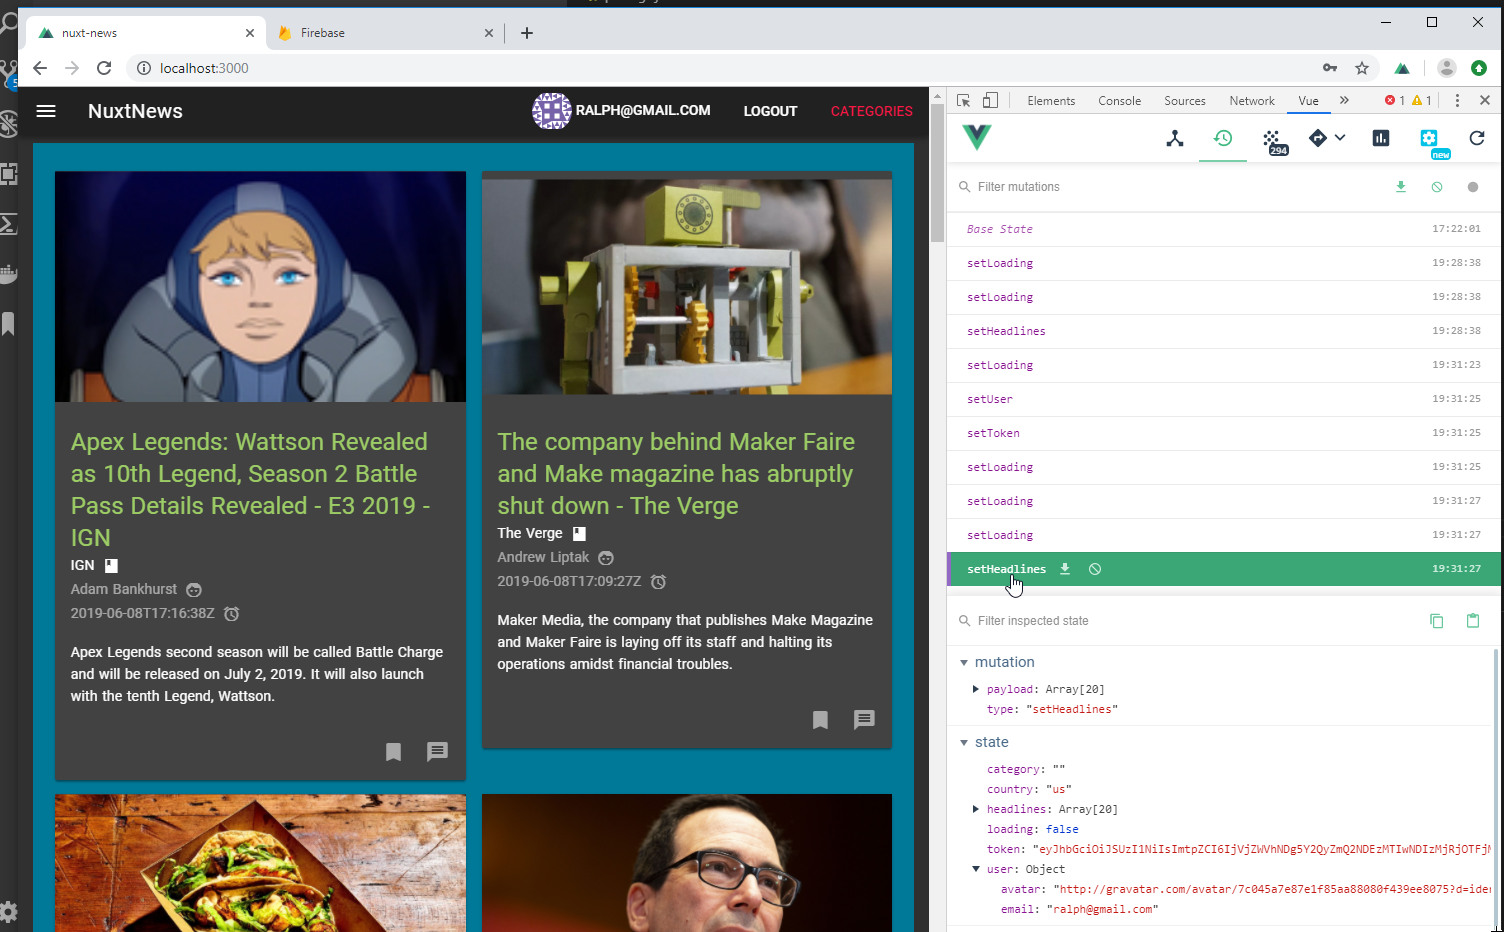 nuxt-news
Firebase
localhost:3000
NuxtNews
RALPH@GMAIL.COM
LOGOUT
CATEGORIES
Apex Legends: Wattson Revealed
as 10th Legend, Season 2 Battle
Pass Details Revealed - E3 2019 -
IGN
IGN
Adam Bankhurst
2019-06-08T17:16:38Z
Apex Legends second season will be called Battle Charge
and will be released on July 2, 2019. It will also launch
with the tenth Legend, Wattson.
The company behind Maker Faire
and Make magazine has abruptly
shut down - The Verge
The Verge
Andrew Liptak
2019-06-08T17:09:27Z
Maker Media, the company that publishes Make Magazine
and Maker Faire is laying off its staff and halting its
operations amidst financial troubles.
Elements Console Sources Network Vue 1 1
294
new
Filter mutations
Base State 17:22:01
setLoading 19:28:38
setLoading 19:28:38
setHeadlines 19:28:38
setLoading 19:31:23
setUser 19:31:25
setToken 19:31:25
setLoading 19:31:25
setLoading 19:31:27
setLoading 19:31:27
setHeadlines 19:31:27
Filter inspected state
mutation
payload: Array[20]
type: "setHeadlines"
state
category: ""
country: "us"
headlines: Array[20]
loading: false
token: "eyJhbGciOiJSUzI1NiIsImtpZCI6IjVjZWVhNDg5Y2QyZmQ2NDEzMTIwNDIzMjRjOTFj
user: Object
avatar: "http://gravatar.com/avatar/7c045a7e87e1f85aa88080f439ee8075?d=iden
email: "ralph@gmail.com"